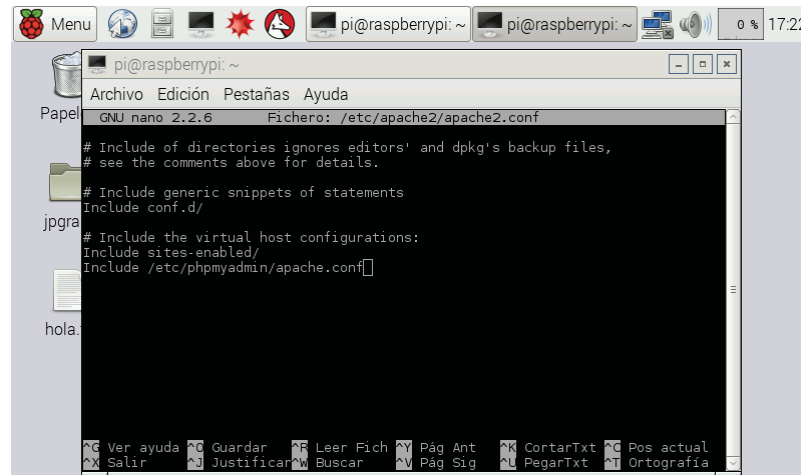 Menu pi@raspberrypi: ~ pi@raspberrypi: ~ 0 % 17:22
pi@raspberrypi: ~
Archivo Edición Pestañas Ayuda
GNU nano 2.2.6 Fichero: /etc/apache2/apache2.conf
# Include of directories ignores editors' and dpkg's backup files,
# see the comments above for details.
# Include generic snippets of statements
Include conf.d/
# Include the virtual host configurations:
Include sites-enabled/
Include /etc/phpmyadmin/apache.conf
Papel
jpgra
hola.
^G Ver ayuda ^O Guardar ^R Leer Fich ^Y Pág Ant ^K CortarTxt ^C Pos actual
^X Salir ^J Justificar ^W Buscar ^V Pág Sig ^U PegarTxt ^T Ortografía